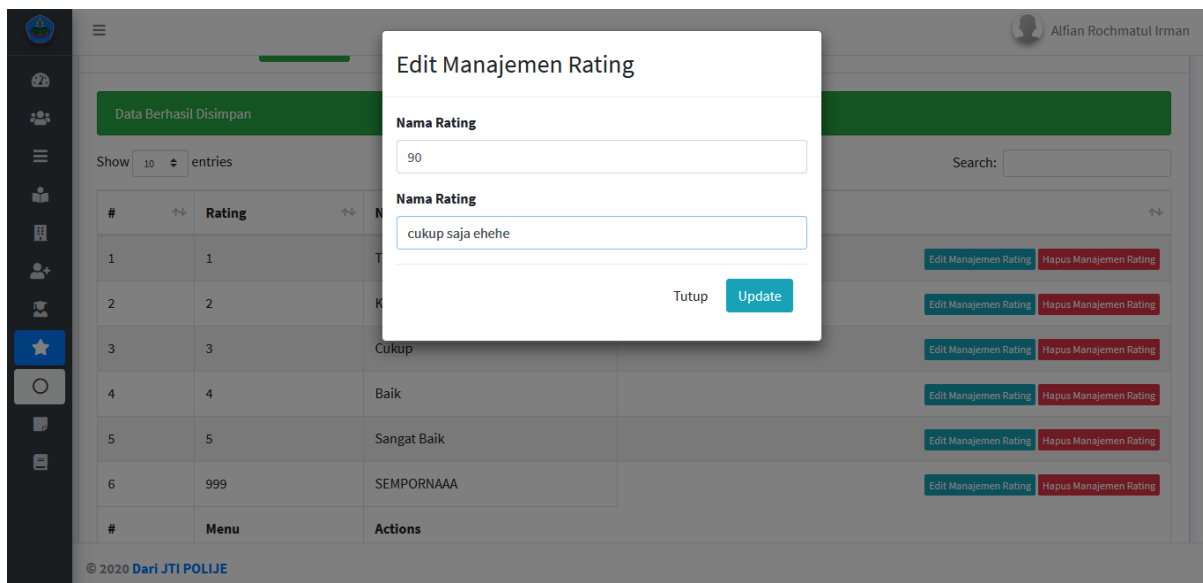 Alfian Rochmatul Irman
Edit Manajemen Rating
Data Berhasil Disimpan
Nama Rating
90
Nama Rating
cukup saja ehehe
Tutup Update
Show 10 entries Search:
# Rating N
1 1 T Edit Manajemen Rating Hapus Manajemen Rating
2 2 K Edit Manajemen Rating Hapus Manajemen Rating
3 3 Cukup Edit Manajemen Rating Hapus Manajemen Rating
4 4 Baik Edit Manajemen Rating Hapus Manajemen Rating
5 5 Sangat Baik Edit Manajemen Rating Hapus Manajemen Rating
6 999 SEMPORNAAA Edit Manajemen Rating Hapus Manajemen Rating
# Menu Actions
© 2020 Dari JTI POLIJE